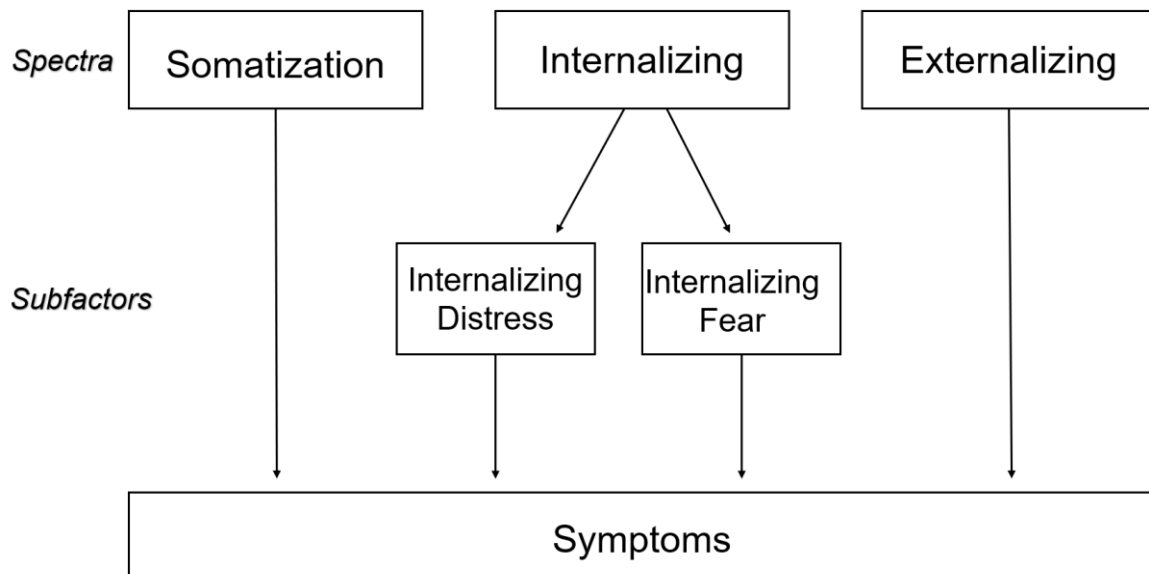 Spectra
Somatization
Internalizing
Externalizing
Subfactors
Internalizing
Distress
Internalizing
Fear
Symptoms